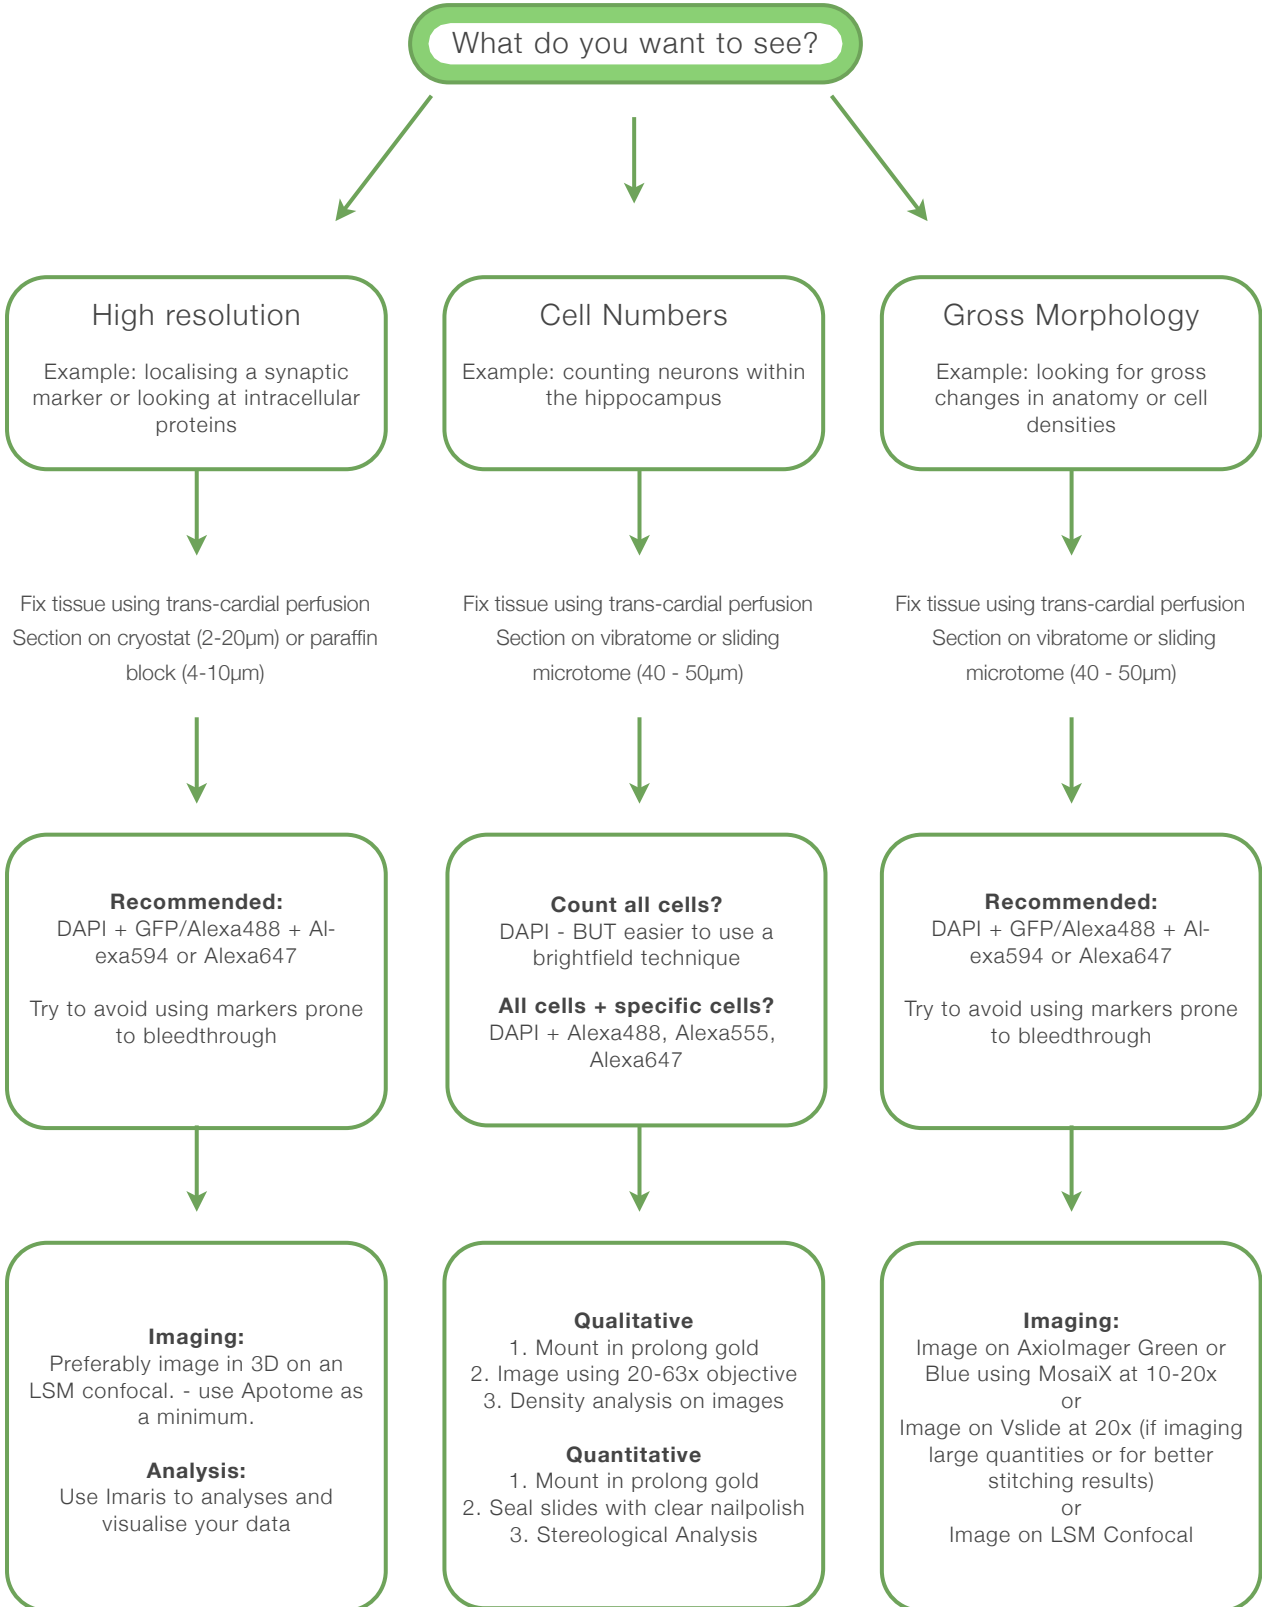 What do you want to see?
High resolution
Example: localising a synaptic
marker or looking at intracellular
proteins
Cell Numbers
Example: counting neurons within
the hippocampus
Gross Morphology
Example: looking for gross
changes in anatomy or cell
densities
Fix tissue using trans-cardial perfusion
Section on cryostat (2-20µm) or paraffin
block (4-10µm)
Fix tissue using trans-cardial perfusion
Section on vibratome or sliding
microtome (40 - 50µm)
Fix tissue using trans-cardial perfusion
Section on vibratome or sliding
microtome (40 - 50µm)
Recommended:
DAPI + GFP/Alexa488 + Al-
exa594 or Alexa647
Try to avoid using markers prone
to bleedthrough
Count all cells?
DAPI - BUT easier to use a
brightfield technique
All cells + specific cells?
DAPI + Alexa488, Alexa555,
Alexa647
Recommended:
DAPI + GFP/Alexa488 + Al-
exa594 or Alexa647
Try to avoid using markers prone
to bleedthrough
Imaging:
Preferably image in 3D on an
LSM confocal. - use Apotome as
a minimum.
Analysis:
Use Imaris to analyses and
visualise your data
Qualitative
1. Mount in prolong gold
2. Image using 20-63x objective
3. Density analysis on images
Quantitative
1. Mount in prolong gold
2. Seal slides with clear nailpolish
3. Stereological Analysis
Imaging:
Image on AxioImager Green or
Blue using MosaiX at 10-20x
or
Image on Vslide at 20x (if imaging
large quantities or for better
stitching results)
or
Image on LSM Confocal